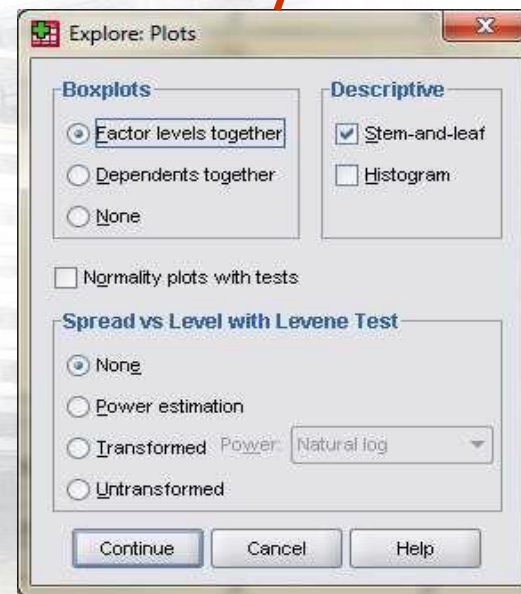 Explore: Plots
Boxplots
Factor levels together
Dependents together
None
Descriptive
Stem-and-leaf
Histogram
Normality plots with tests
Spread vs Level with Levene Test
None
Power estimation
Transformed Power: Natural log
Untransformed
Continue Cancel Help